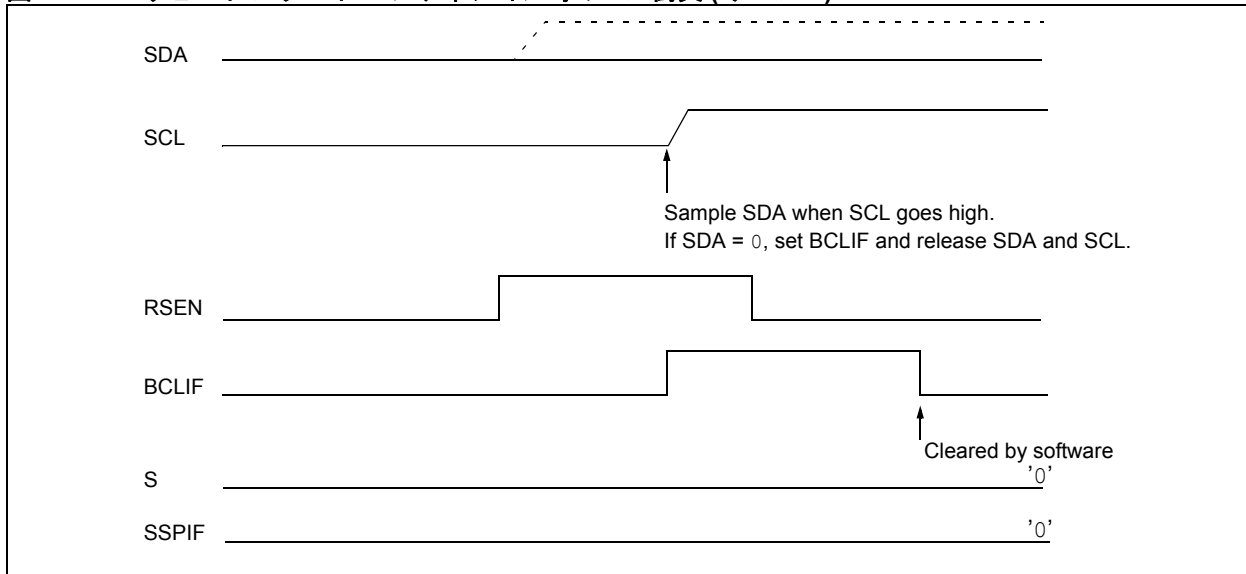 SDA
SCL
Sample SDA when SCL goes high.
If SDA = 0, set BCLIF and release SDA and SCL.
RSEN
BCLIF
Cleared by software
S
'0'
SSPIF
'0'